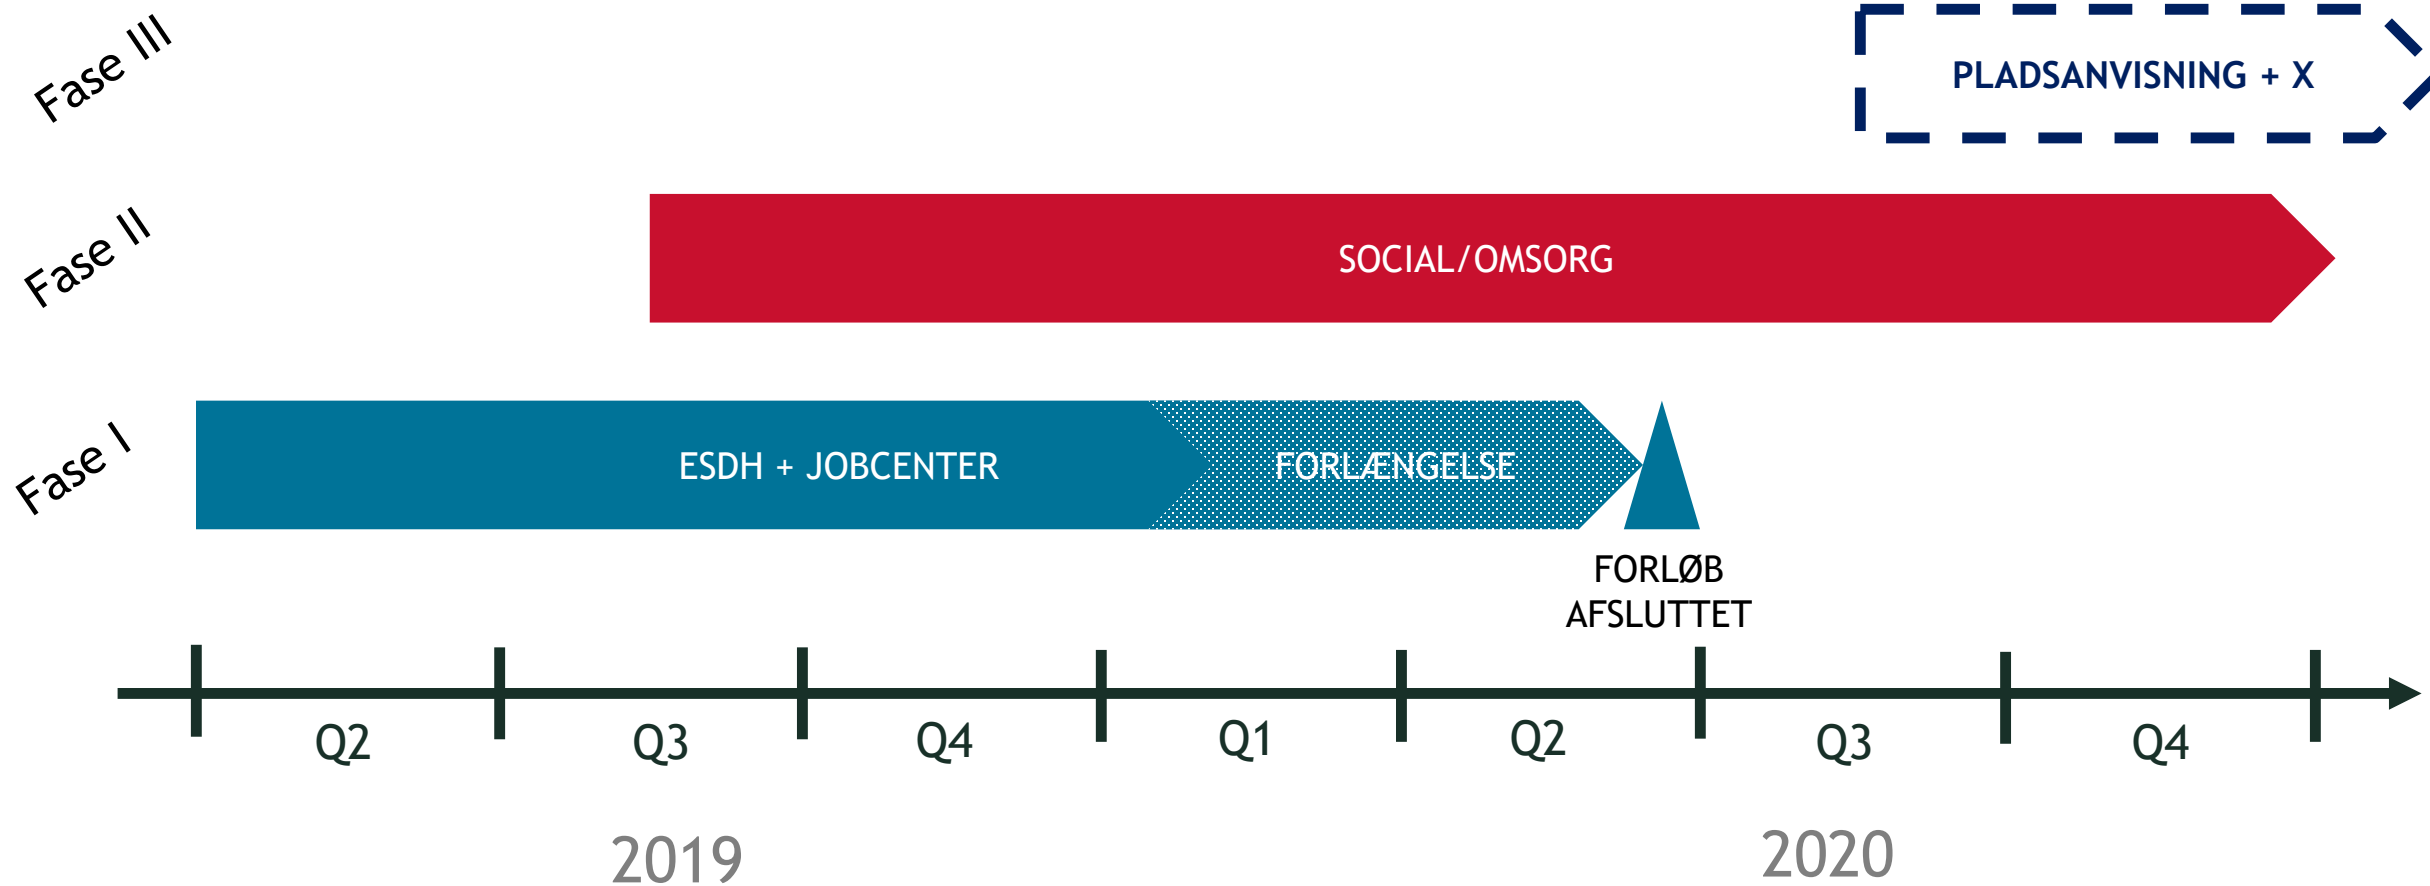 Fase III
PLADSANVISNING + X
Fase II
SOCIAL/OMSORG
Fase I
ESDH + JOBCENTER
FORLÆNGELSE
FORLØB
AFSLUTTET
Q2
Q3
Q4
Q1
Q2
Q3
Q4
2019
2020